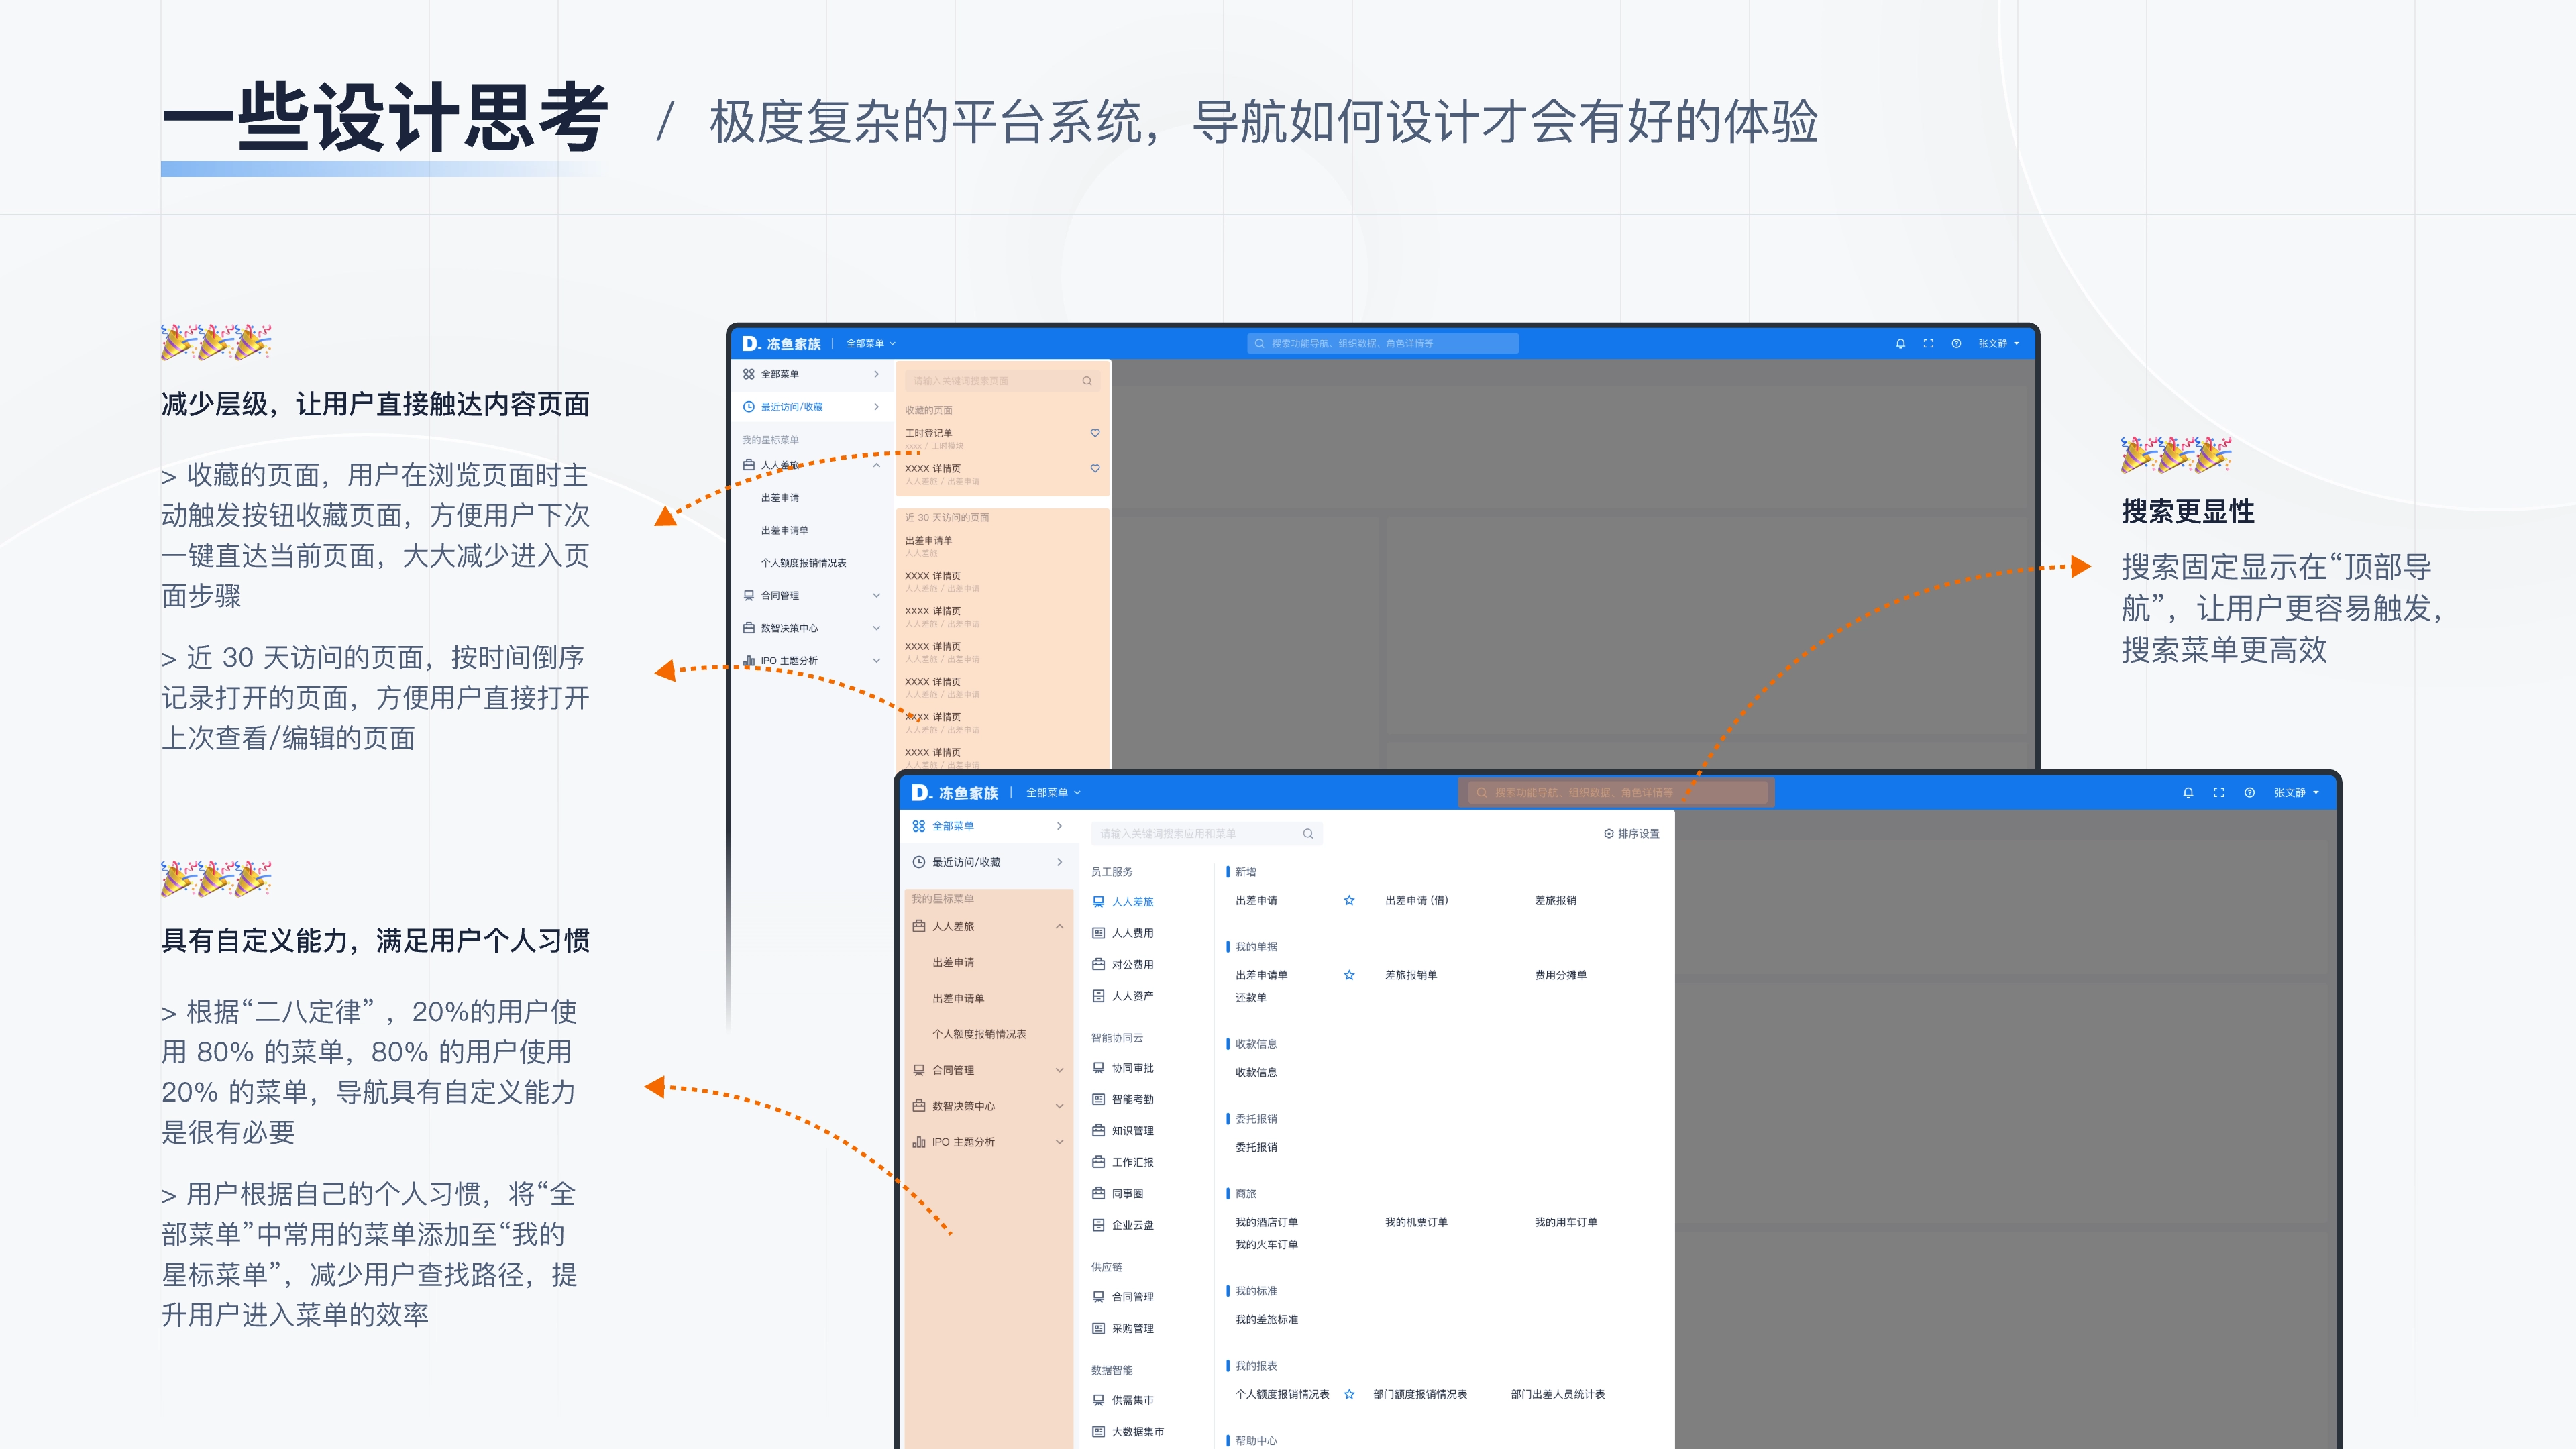 一些设计思考 / 极度复杂的平台系统，导航如何设计才会有好的体验
减少层级，让用户直接触达内容页面
> 收藏的页面，用户在浏览页面时主
动触发按钮收藏页面，方便用户下次
一键直达当前页面，大大减少进入页
面步骤
> 近 30 天访问的页面，按时间倒序
记录打开的页面，方便用户直接打开
上次查看/编辑的页面
具有自定义能力，满足用户个人习惯
> 根据“二八定律” ，20%的用户使
用 80% 的菜单，80% 的用户使用
20% 的菜单，导航具有自定义能力
是很有必要
> 用户根据自己的个人习惯，将“全
部菜单”中常用的菜单添加至“我的
星标菜单”，减少用户查找路径，提
升用户进入菜单的效率
D. 冻鱼家族 | 全部菜单
搜索功能导航、组织数据、角色详情等
张文静
全部菜单
最近访问/收藏
我的星标菜单
人人差旅
出差申请
出差申请单
个人额度报销情况表
合同管理
数智决策中心
IPO 主题分析
请输入关键词搜索页面
收藏的页面
工时登记单
xxxx / 工时模块
XXXX 详情页
人人差旅 / 出差申请
近 30 天访问的页面
出差申请单
人人差旅
XXXX 详情页
人人差旅 / 出差申请
XXXX 详情页
人人差旅 / 出差申请
XXXX 详情页
人人差旅 / 出差申请
XXXX 详情页
人人差旅 / 出差申请
XXXX 详情页
人人差旅 / 出差申请
XXXX 详情页
人人差旅 / 出差申请
搜索更显性
搜索固定显示在“顶部导
航”，让用户更容易触发，
搜索菜单更高效
D. 冻鱼家族 | 全部菜单
搜索功能导航、组织数据、角色详情等
张文静
全部菜单
最近访问/收藏
我的星标菜单
人人差旅
出差申请
出差申请单
个人额度报销情况表
合同管理
数智决策中心
IPO 主题分析
请输入关键词搜索应用和菜单
排序设置
员工服务
人人差旅
人人费用
对公费用
人人资产
智能协同云
协同审批
智能考勤
知识管理
工作汇报
同事圈
企业云盘
供应链
合同管理
采购管理
数据智能
供需集市
大数据集市
新增
出差申请 出差申请 (借) 差旅报销
我的单据
出差申请单 差旅报销单 费用分摊单
还款单
收款信息
收款信息
委托报销
委托报销
商旅
我的酒店订单 我的机票订单 我的用车订单
我的火车订单
我的标准
我的差旅标准
我的报表
个人额度报销情况表 部门额度报销情况表 部门出差人员统计表
帮助中心